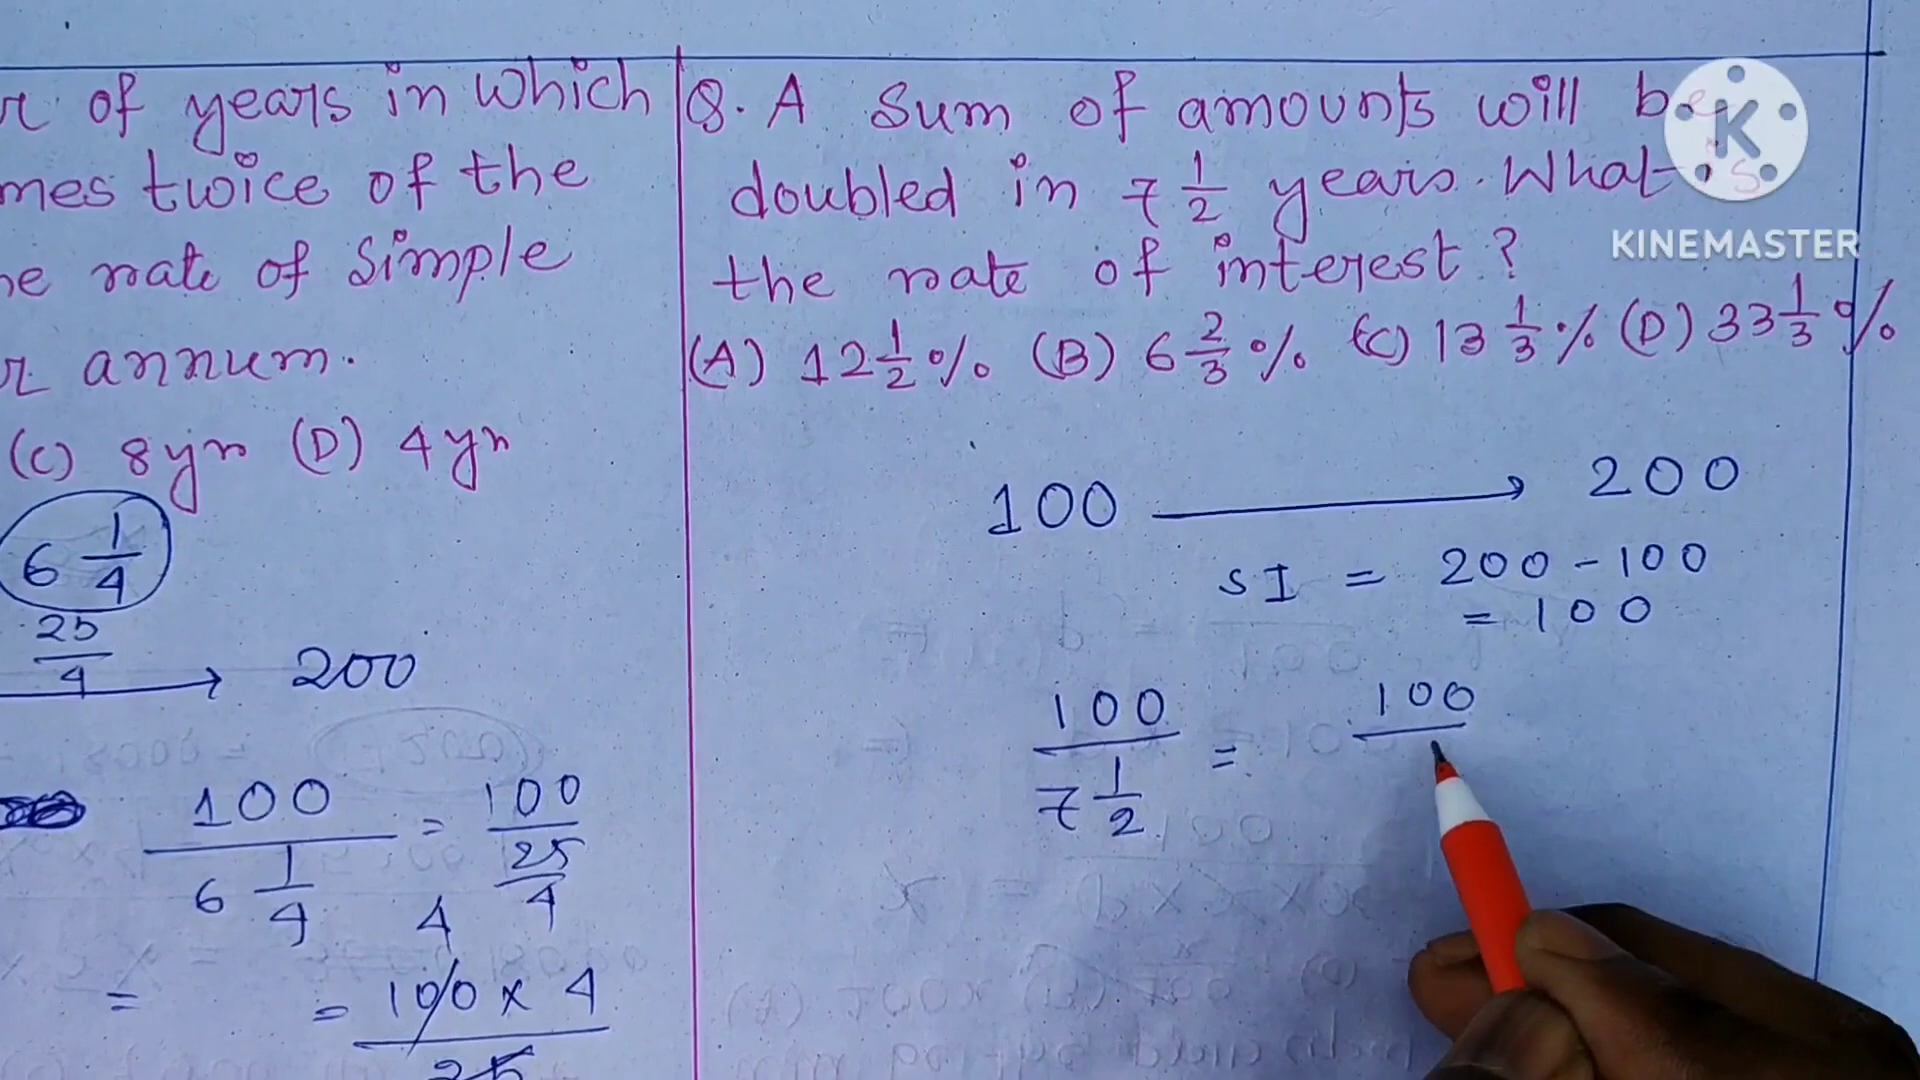 r of years in which
mes twice of the
he rate of simple
r annum.
(C) 8yr (D) 4yr
6 1/4
25/4
→ 200
100/6 1/4 = 100/25/4
4
= = 100 x 4/25
Q. A sum of amounts will be
doubled in 7 1/2 years. What is
the rate of interest?
(A) 12 1/2 % (B) 6 2/3 % (C) 13 1/3 % (D) 33 1/3 %
100 → 200
SI = 200 - 100
= 100
100/7 1/2 = 100
K
KINEMASTER